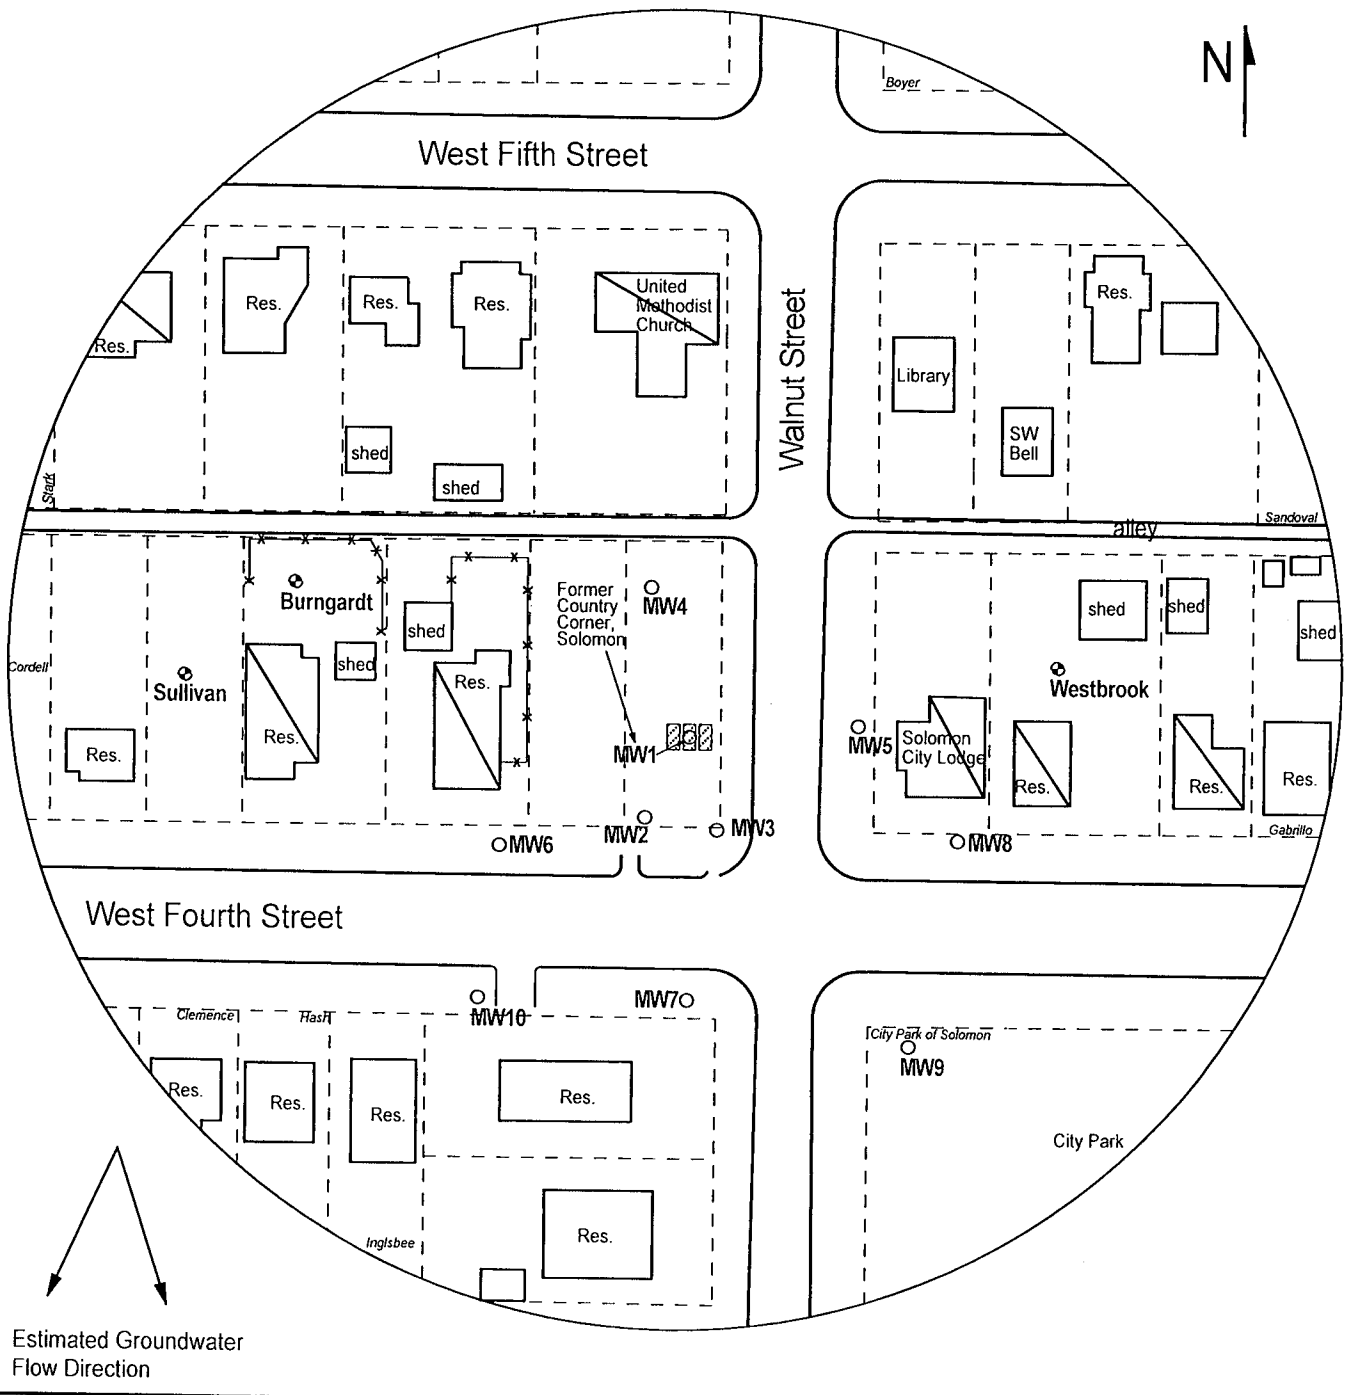 N
Boyer
West Fifth Street
Res.
Res.
Res.
Res.
United
Methodist
Church
Walnut Street
Library
SW
Bell
Res.
shed
shed
Stark
Sandoval
alley
Burngardt
Former
Country
Corner,
Solomon
MW4
shed
shed
shed
shed
shed
Cordell
Sullivan
Res.
Res.
Res.
MW1
MW5
Solomon
City Lodge
Westbrook
Res.
Res.
Res.
MW6
MW2
MW3
MW8
Gabrillo
West Fourth Street
Clemence
Hash
MW10
MW7
City Park of Solomon
MW9
Res.
Res.
Res.
Res.
City Park
Res.
Inglsbee
Estimated Groundwater
Flow Direction